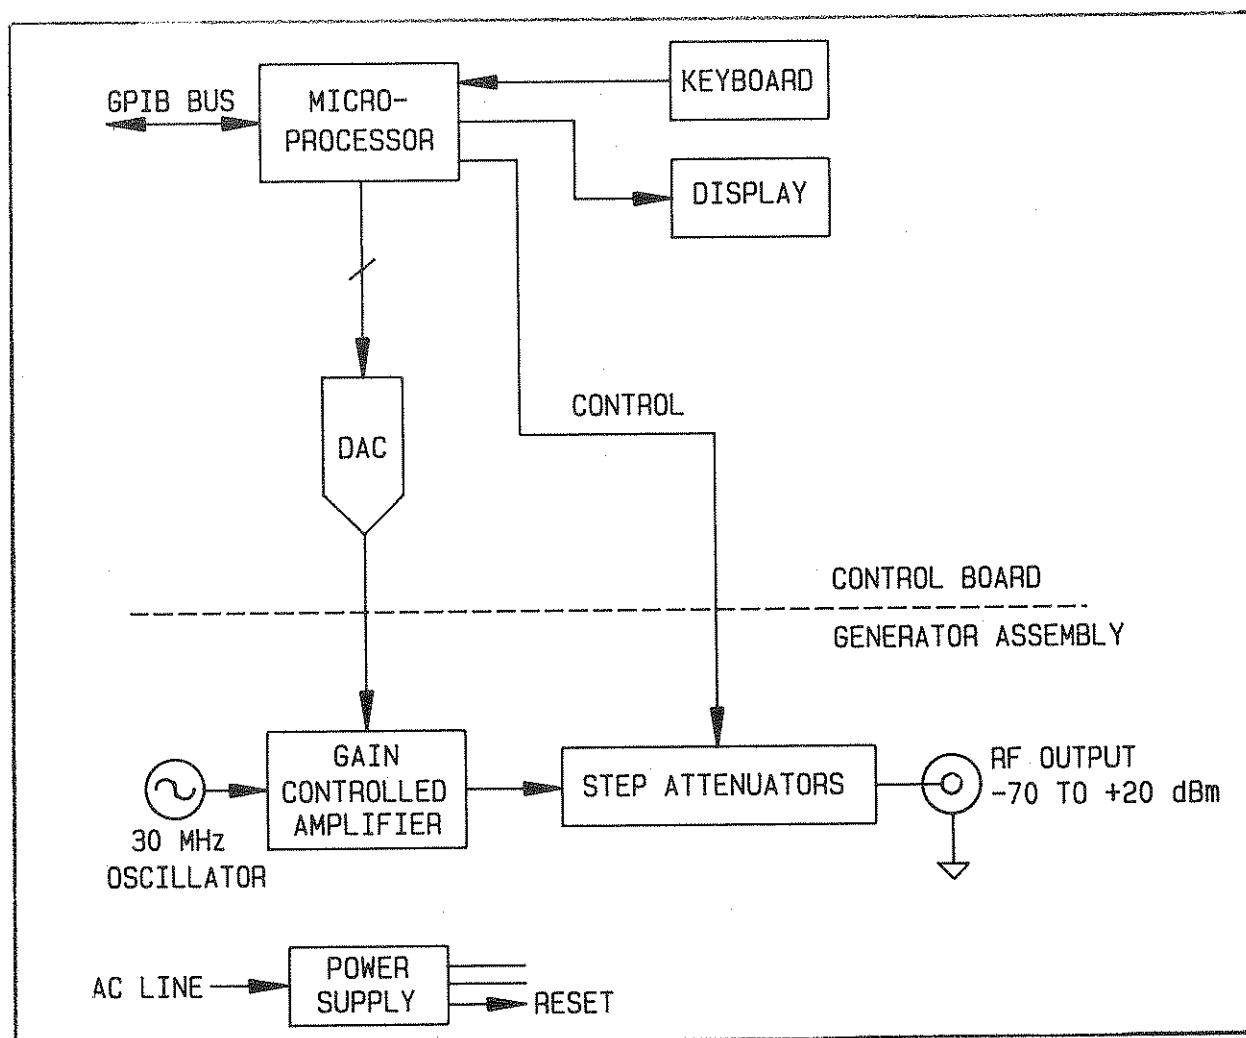 GPIB BUS
MICRO-
PROCESSOR
KEYBOARD
DISPLAY
DAC
CONTROL
CONTROL BOARD
GENERATOR ASSEMBLY
30 MHz
OSCILLATOR
GAIN
CONTROLLED
AMPLIFIER
STEP ATTENUATORS
RF OUTPUT
-70 TO +20 dBm
AC LINE
POWER
SUPPLY
RESET